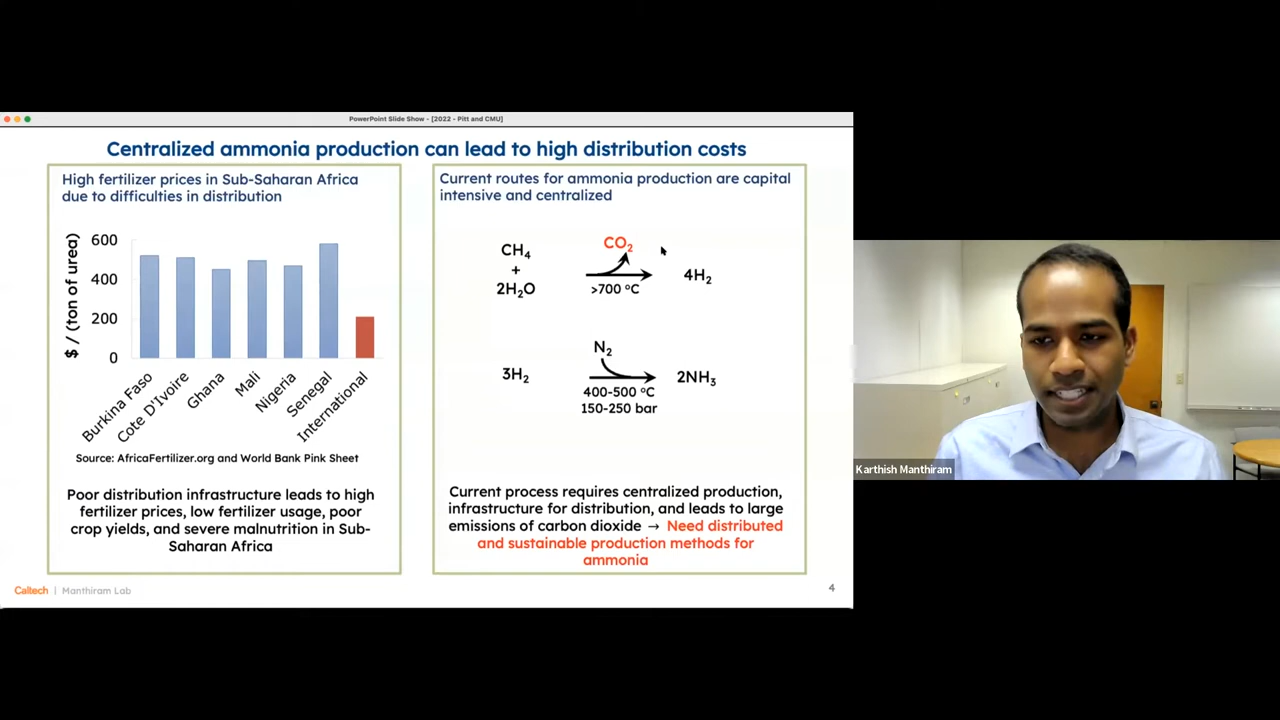 PowerPoint Slide Show - [2022 - Pitt and CMU]
Centralized ammonia production can lead to high distribution costs
High fertilizer prices in Sub-Saharan Africa
due to difficulties in distribution
$ / (ton of urea)
600
400
200
0
Burkina Faso
Cote D'Ivoire
Ghana
Mali
Nigeria
Senegal
International
Source: AfricaFertilizer.org and World Bank Pink Sheet
Poor distribution infrastructure leads to high
fertilizer prices, low fertilizer usage, poor
crop yields, and severe malnutrition in Sub-
Saharan Africa
Current routes for ammonia production are capital
intensive and centralized
CH₄
+
2H₂O
CO₂
>700 °C
4H₂
3H₂
N₂
400-500 °C
150-250 bar
2NH₃
Current process requires centralized production,
infrastructure for distribution, and leads to large
emissions of carbon dioxide → Need distributed
and sustainable production methods for
ammonia
Caltech | Manthiram Lab
4
Karthish Manthiram